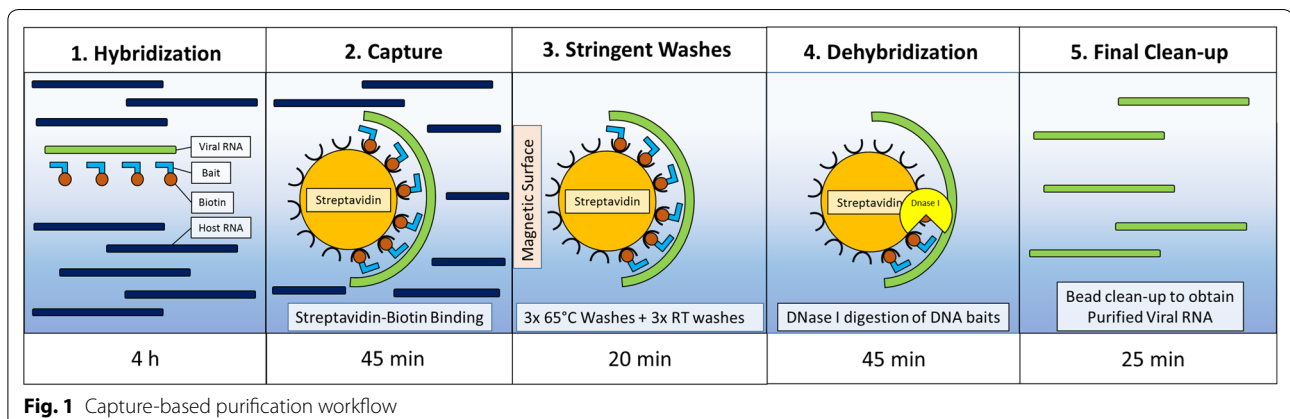 1. Hybridization
2. Capture
3. Stringent Washes
4. Dehybridization
5. Final Clean-up
Viral RNA
Bait
Biotin
Host RNA
Streptavidin
Streptavidin-Biotin Binding
Magnetic Surface
Streptavidin
3x 65°C Washes + 3x RT washes
Streptavidin
Dnase I
DNase I digestion of DNA baits
Bead clean-up to obtain
Purified Viral RNA
4 h
45 min
20 min
45 min
25 min
Fig. 1 Capture-based purification workflow